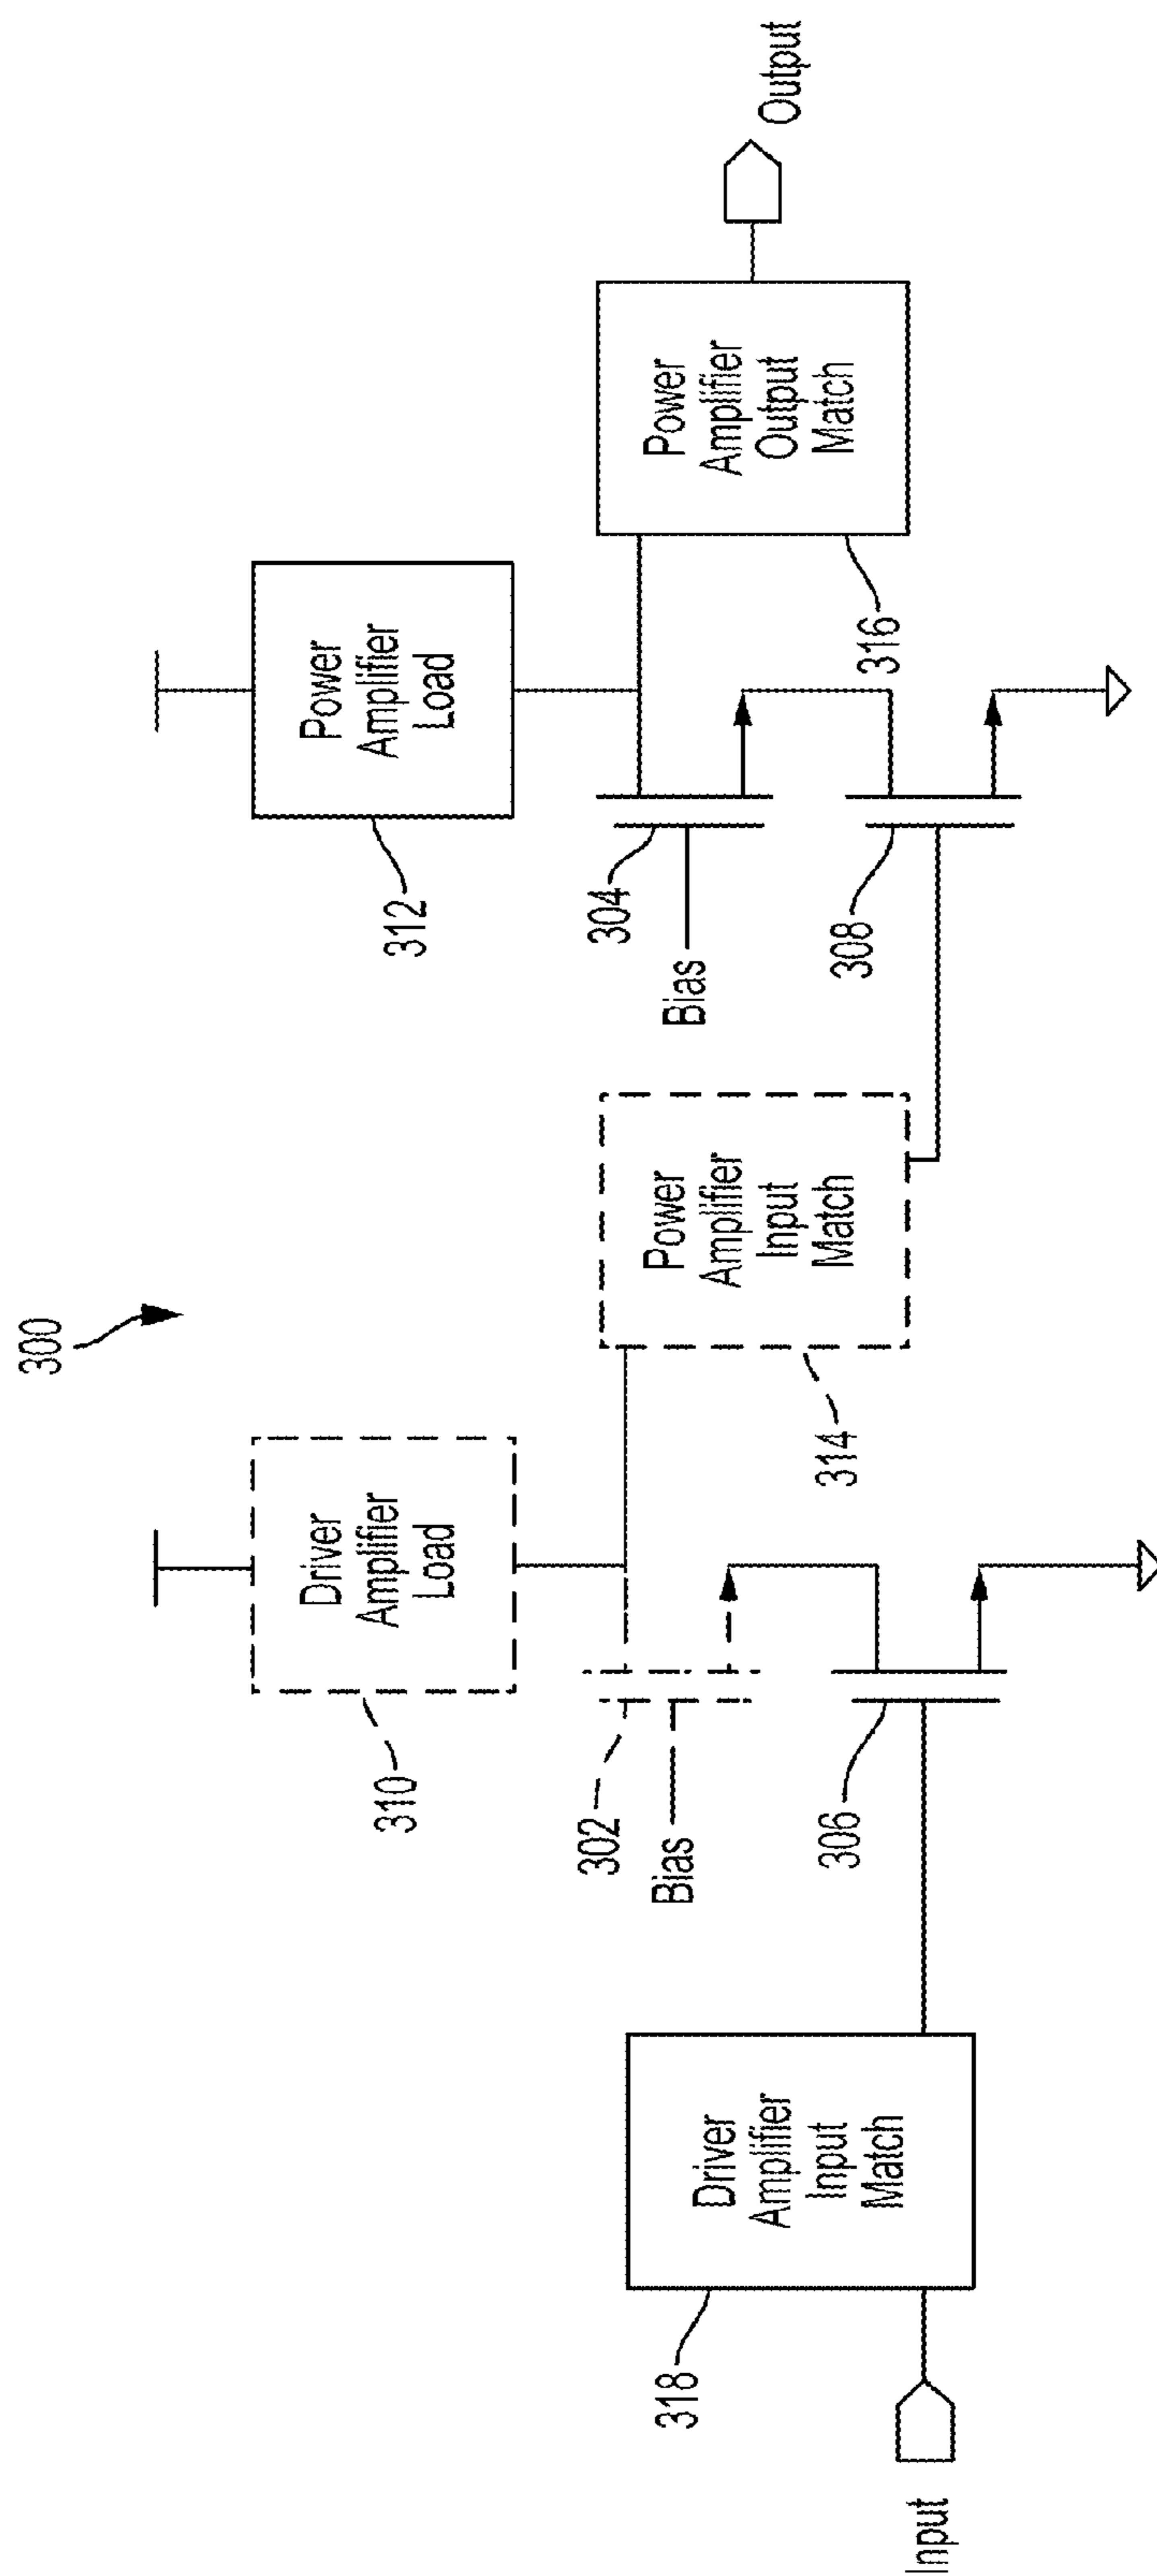 300
Driver
Amplifier
Load
310
Power
Amplifier
Load
312
302
Bias
304
Bias
Power
Amplifier
Input
Match
314
Power
Amplifier
Output
Match
316
Output
306
308
Driver
Amplifier
Input
Match
318
Input